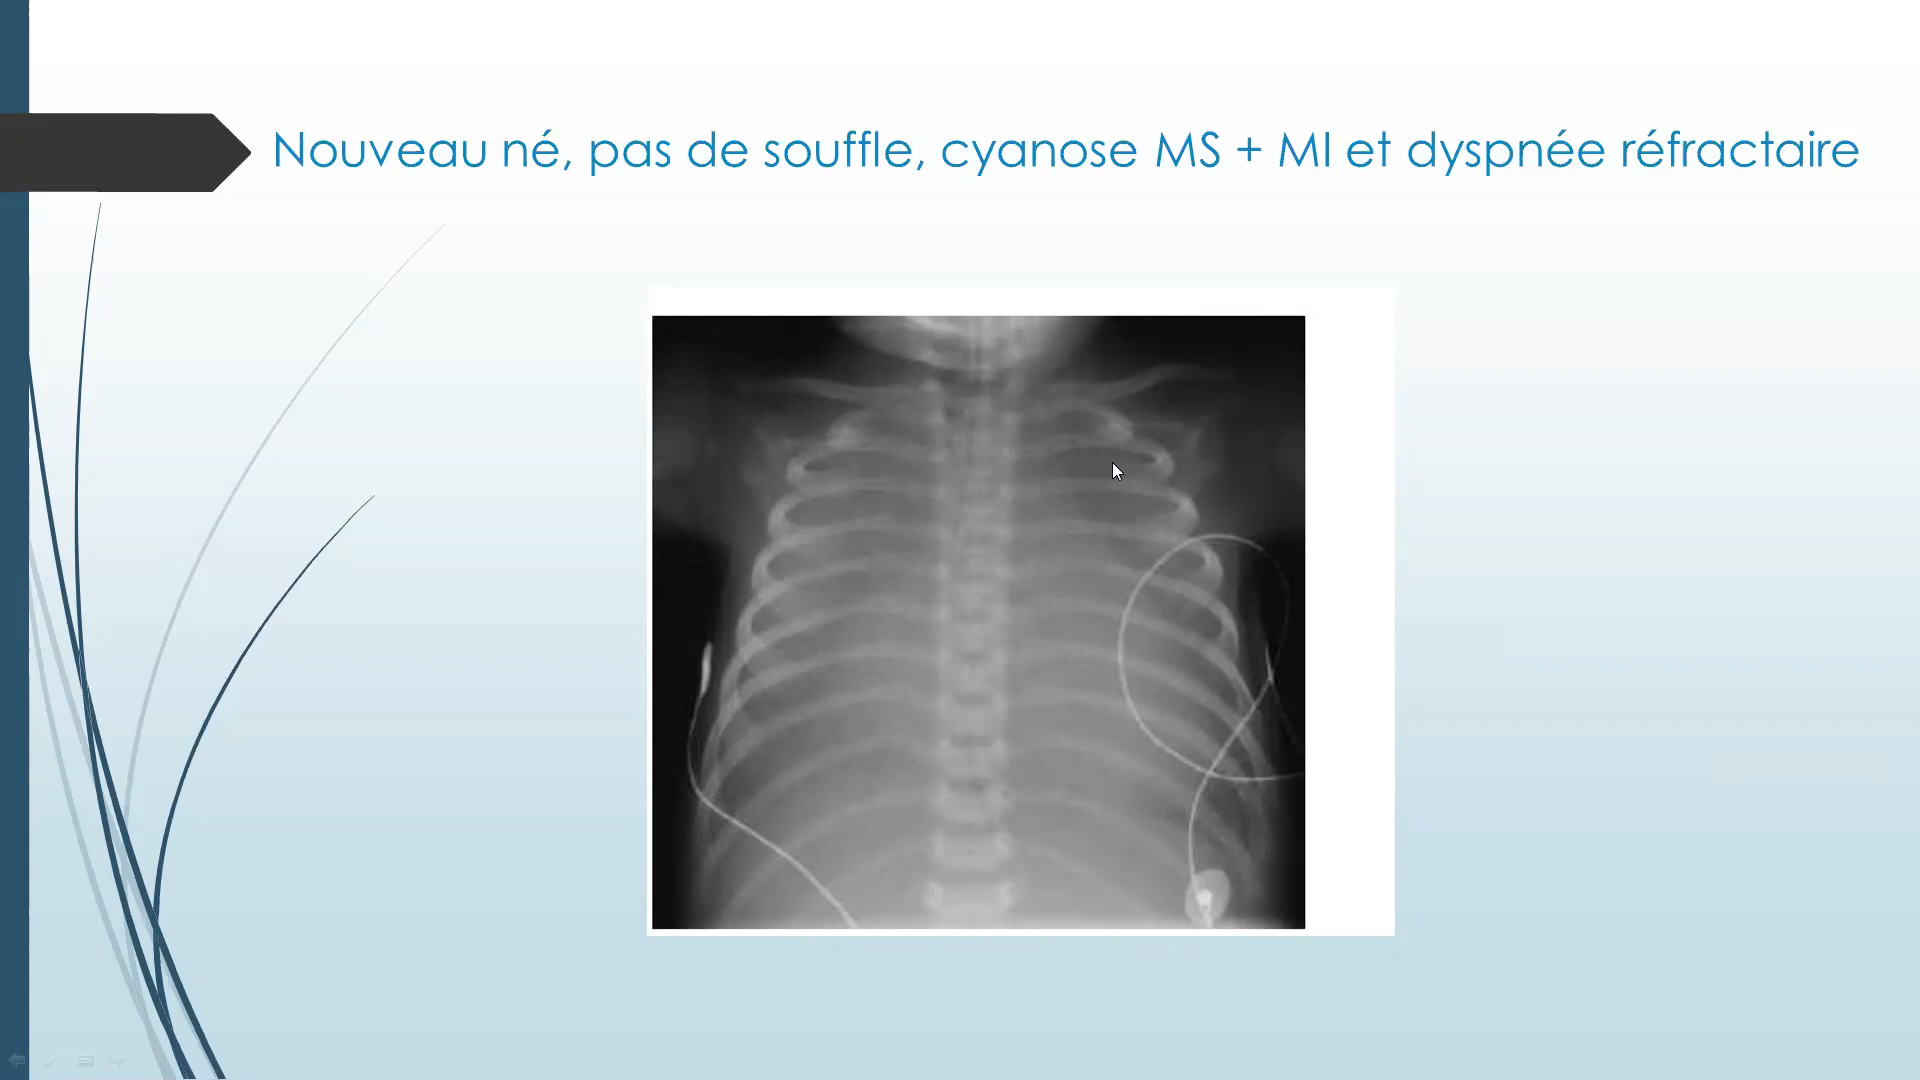 Nouveau né, pas de souffle, cyanose MS + MI et dyspnée réfractaire